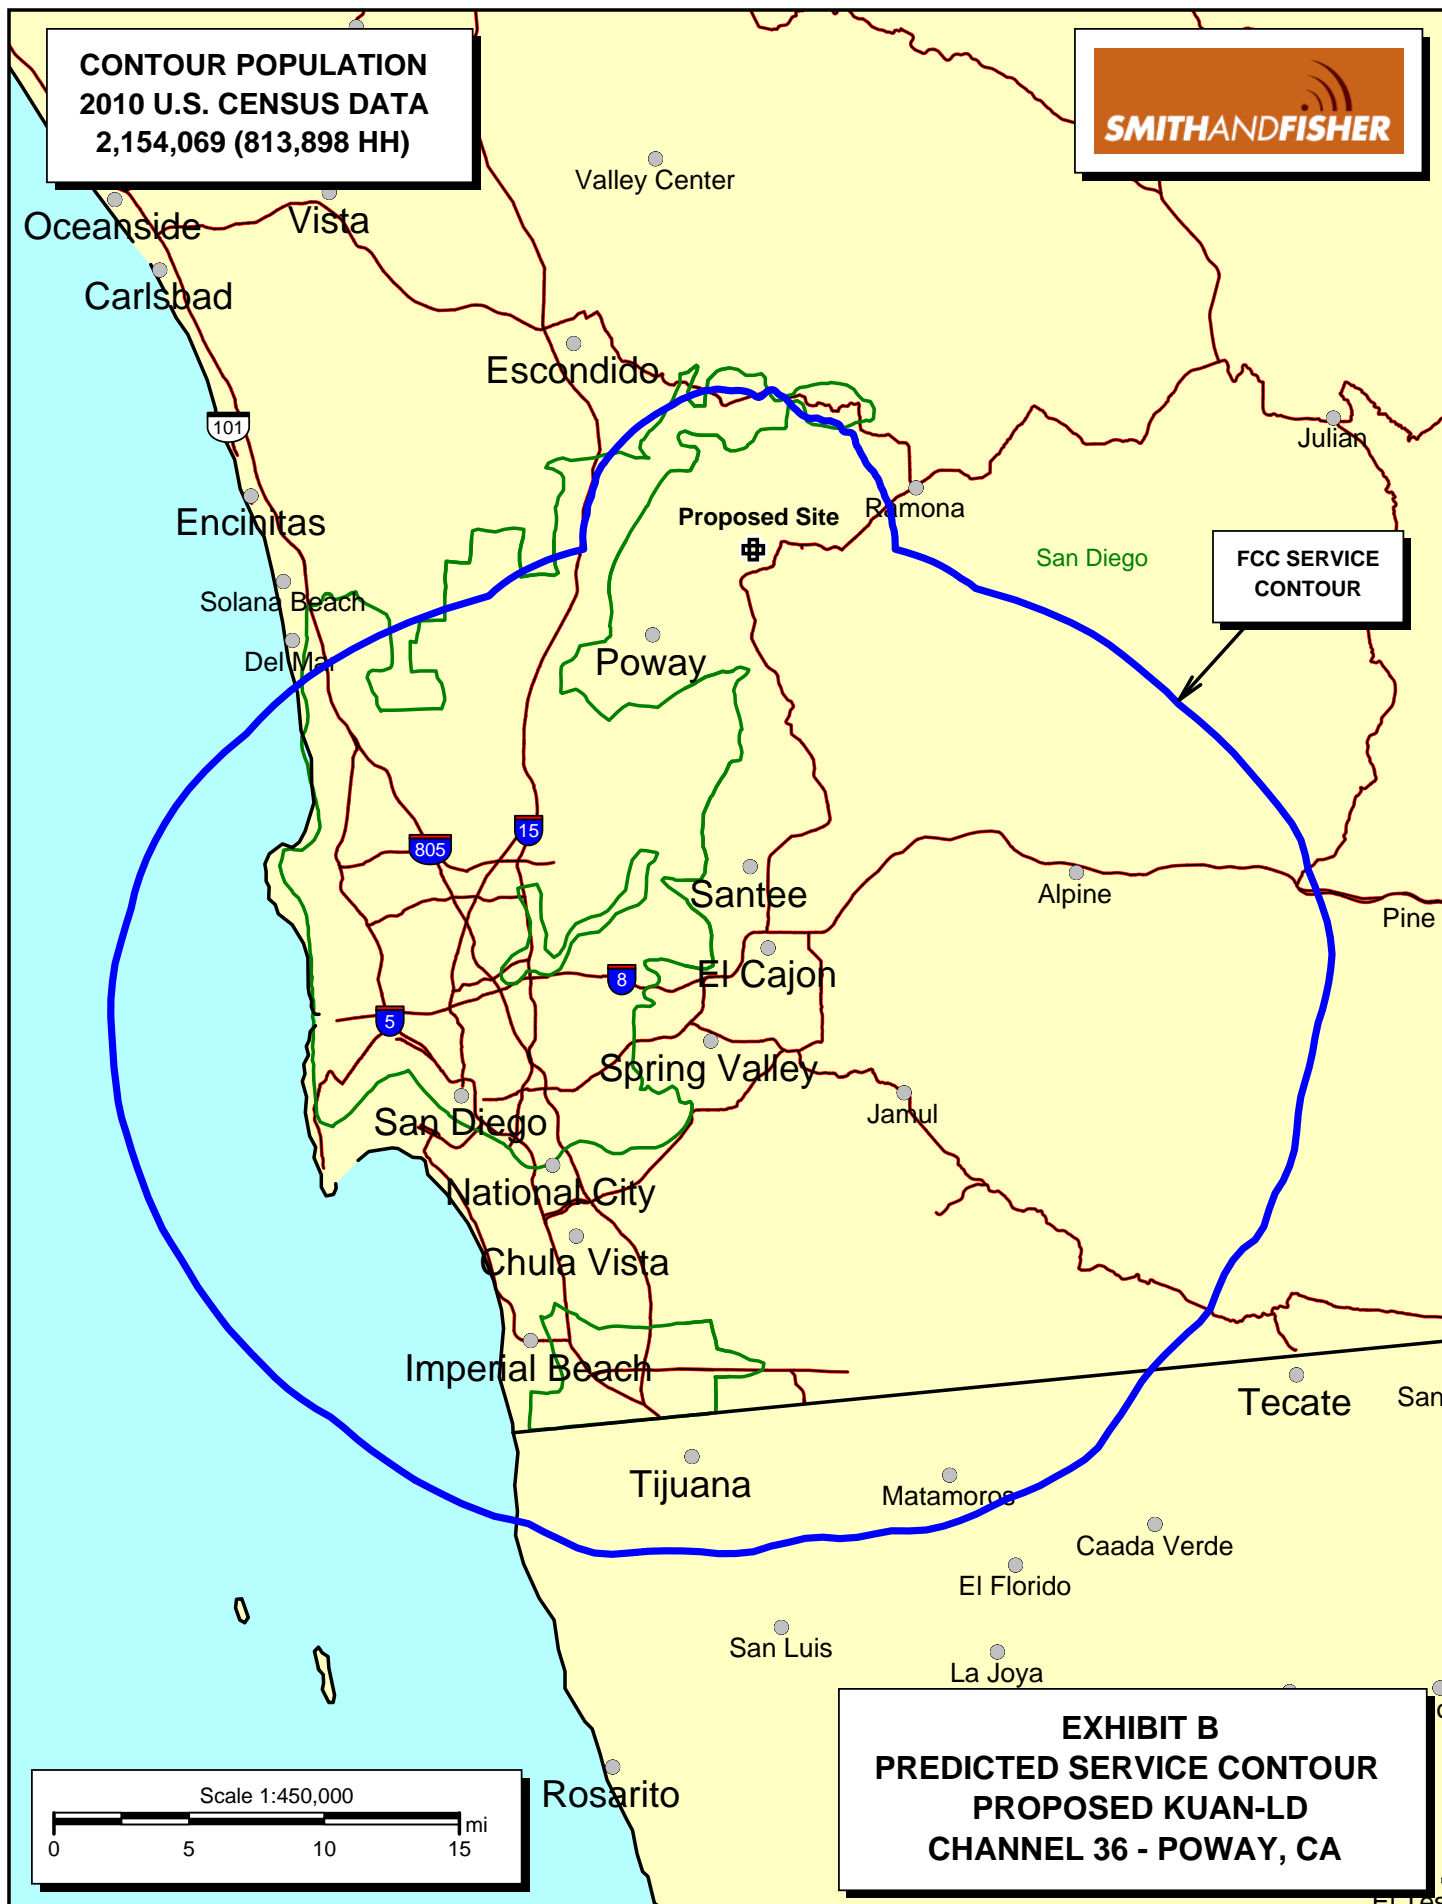 CONTOUR POPULATION
2010 U.S. CENSUS DATA
2,154,069 (813,898 HH)
SMITHANDFISHER
Valley Center
Oceanside
Vista
Carlsbad
Escondido
101
Julian
Encinitas
Ramona
Proposed Site
San Diego
FCC SERVICE
CONTOUR
Solana Beach
Del Mar
Poway
15
805
Santee
Alpine
Pine
El Cajon
8
5
Spring Valley
Jamul
San Diego
National City
Chula Vista
Imperial Beach
Tecate
San
Tijuana
Matamoros
Caada Verde
El Florido
San Luis
La Joya
EXHIBIT B
PREDICTED SERVICE CONTOUR
PROPOSED KUAN-LD
CHANNEL 36 - POWAY, CA
Rosarito
Scale 1:450,000
mi
0 5 10 15